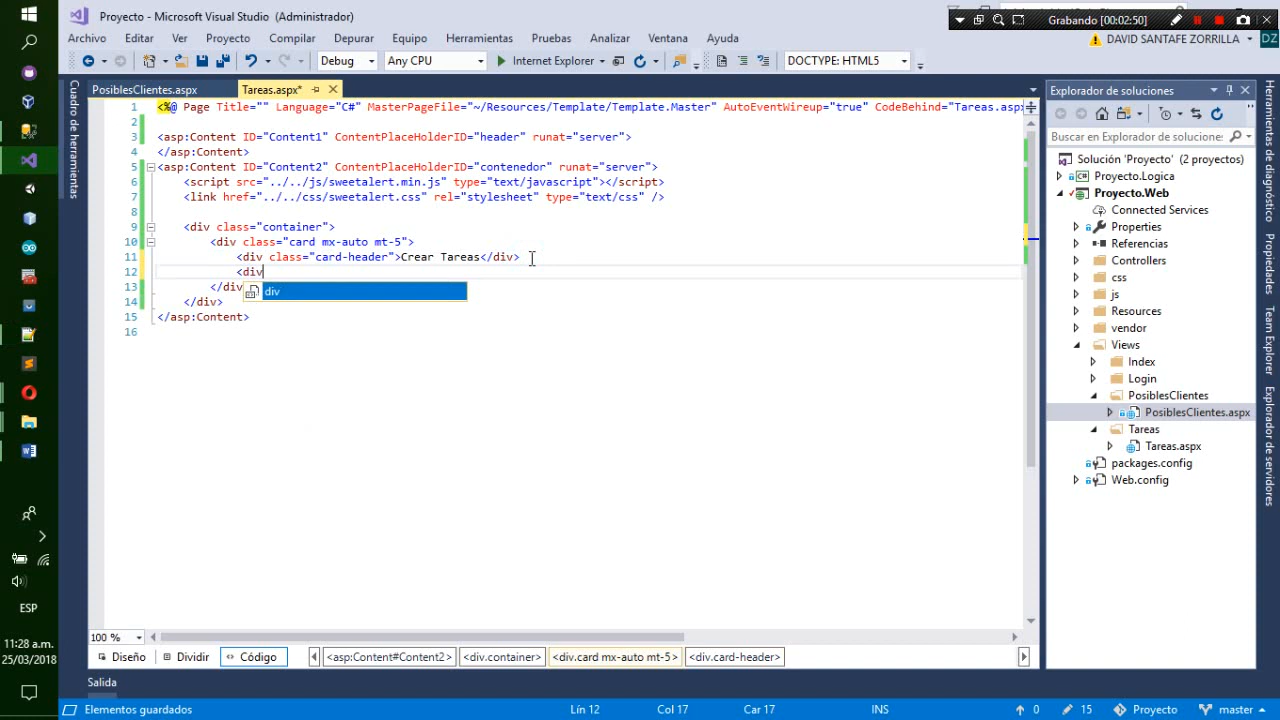 Proyecto - Microsoft Visual Studio (Administrador)
Grabando [00:02:50]
Archivo Editar Ver Proyecto Compilar Depurar Equipo Herramientas Pruebas Analizar Ventana Ayuda
DAVID SANTAFE ZORRILLA DZ
Debug Any CPU Internet Explorer DOCTYPE: HTML5
Cuadro de herramientas
PosiblesClientes.aspx Tareas.aspx*
1 <%@ Page Title="" Language="C#" MasterPageFile="~/Resources/Template/Template.Master" AutoEventWireup="true" CodeBehind="Tareas.aspx
2
3 <asp:Content ID="Content1" ContentPlaceHolderID="header" runat="server">
4 </asp:Content>
5 <asp:Content ID="Content2" ContentPlaceHolderID="contenedor" runat="server">
6 <script src="../../js/sweetalert.min.js" type="text/javascript"></script>
7 <link href="../../css/sweetalert.css" rel="stylesheet" type="text/css" />
8
9 <div class="container">
10 <div class="card mx-auto mt-5">
11 <div class="card-header">Crear Tareas</div>
12 <div
div
13 </div
14 </div>
15 </asp:Content>
16
100 %
Diseño Dividir Código <asp:Content#Content2> <div.container> <div.card mx-auto mt-5> <div.card-header>
Explorador de soluciones
Buscar en Explorador de soluciones
Solución 'Proyecto' (2 proyectos)
Proyecto.Logica
Proyecto.Web
Connected Services
Properties
Referencias
Controllers
css
js
Resources
vendor
Views
Index
Login
PosiblesClientes
PosiblesClientes.aspx
Tareas
Tareas.aspx
packages.config
Web.config
Herramientas de diagnóstico
Team Explorer
Explorador de servidores
ESP
11:28 a.m.
25/03/2018
Salida
Elementos guardados Lín 12 Col 17 Car 17 INS 0 15 Proyecto master